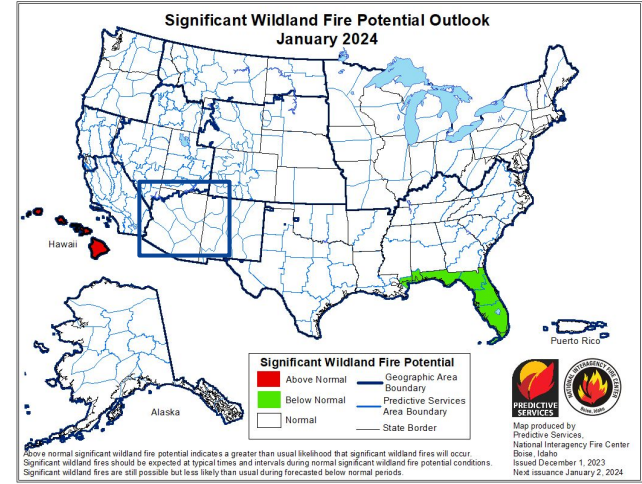 Significant Wildland Fire Potential Outlook
January 2024
Hawaii
Alaska
Puerto Rico
Significant Wildland Fire Potential
Above Normal
Below Normal
Normal
Geographic Area
Boundary
Predictive Services
Area Boundary
State Border
PREDICTIVE
SERVICES
NATIONAL INTERAGENCY FIRE CENTER
Boise, Idaho
Map produced by
Predictive Services,
National Interagency Fire Center
Boise, Idaho
Issued December 1, 2023
Next issuance January 2, 2024
Above normal significant wildland fire potential indicates a greater than usual likelihood that significant wildland fires will occur.
Significant wildland fires should be expected at typical times and intervals during normal significant wildland fire potential conditions.
Significant wildland fires are still possible but less likely than usual during forecasted below normal periods.